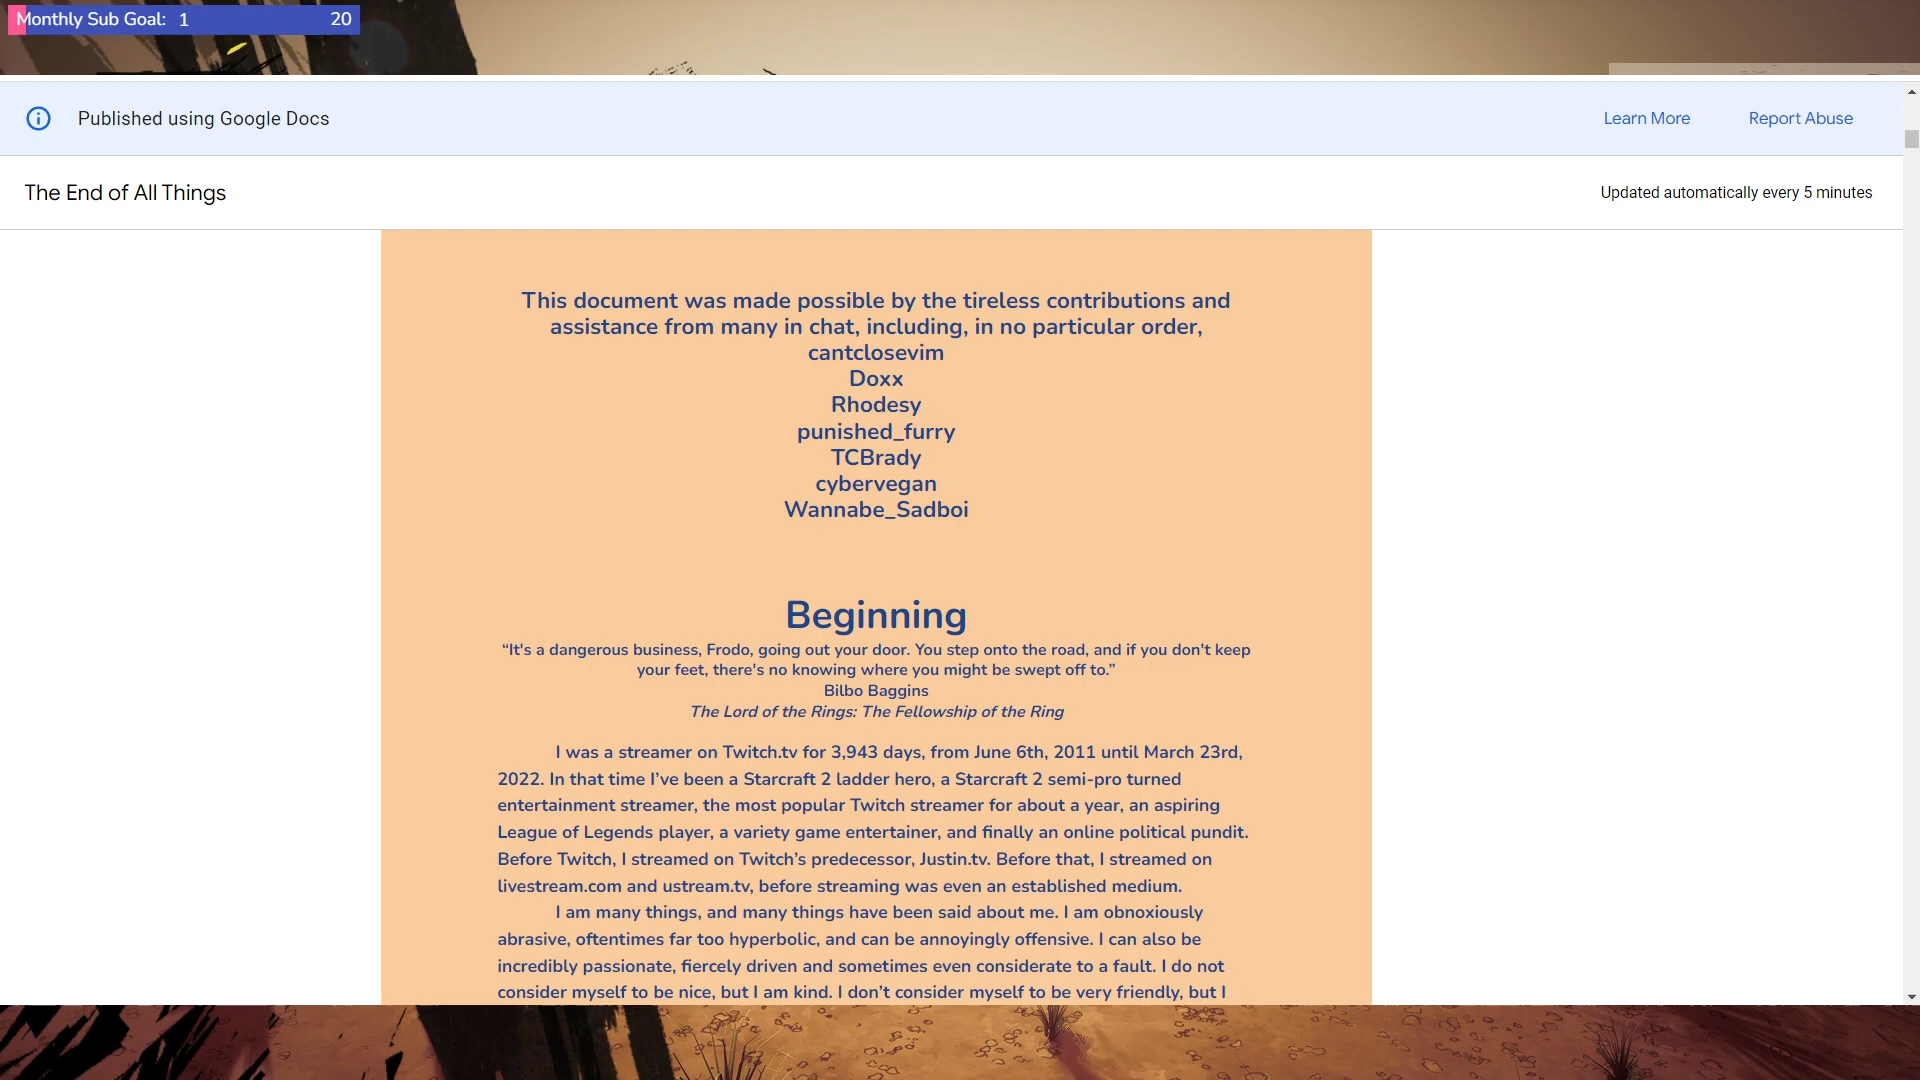 Monthly Sub Goal: 1 20
Published using Google Docs
Learn More
Report Abuse
The End of All Things
Updated automatically every 5 minutes
This document was made possible by the tireless contributions and
assistance from many in chat, including, in no particular order,
cantclosevim
Doxx
Rhodesy
punished_furry
TCBrady
cybervegan
Wannabe_Sadboi
Beginning
“It's a dangerous business, Frodo, going out your door. You step onto the road, and if you don't keep
your feet, there's no knowing where you might be swept off to.”
Bilbo Baggins
The Lord of the Rings: The Fellowship of the Ring
I was a streamer on Twitch.tv for 3,943 days, from June 6th, 2011 until March 23rd,
2022. In that time I’ve been a Starcraft 2 ladder hero, a Starcraft 2 semi-pro turned
entertainment streamer, the most popular Twitch streamer for about a year, an aspiring
League of Legends player, a variety game entertainer, and finally an online political pundit.
Before Twitch, I streamed on Twitch’s predecessor, Justin.tv. Before that, I streamed on
livestream.com and ustream.tv, before streaming was even an established medium.
I am many things, and many things have been said about me. I am obnoxiously
abrasive, oftentimes far too hyperbolic, and can be annoyingly offensive. I can also be
incredibly passionate, fiercely driven and sometimes even considerate to a fault. I do not
consider myself to be nice, but I am kind. I don’t consider myself to be very friendly, but I